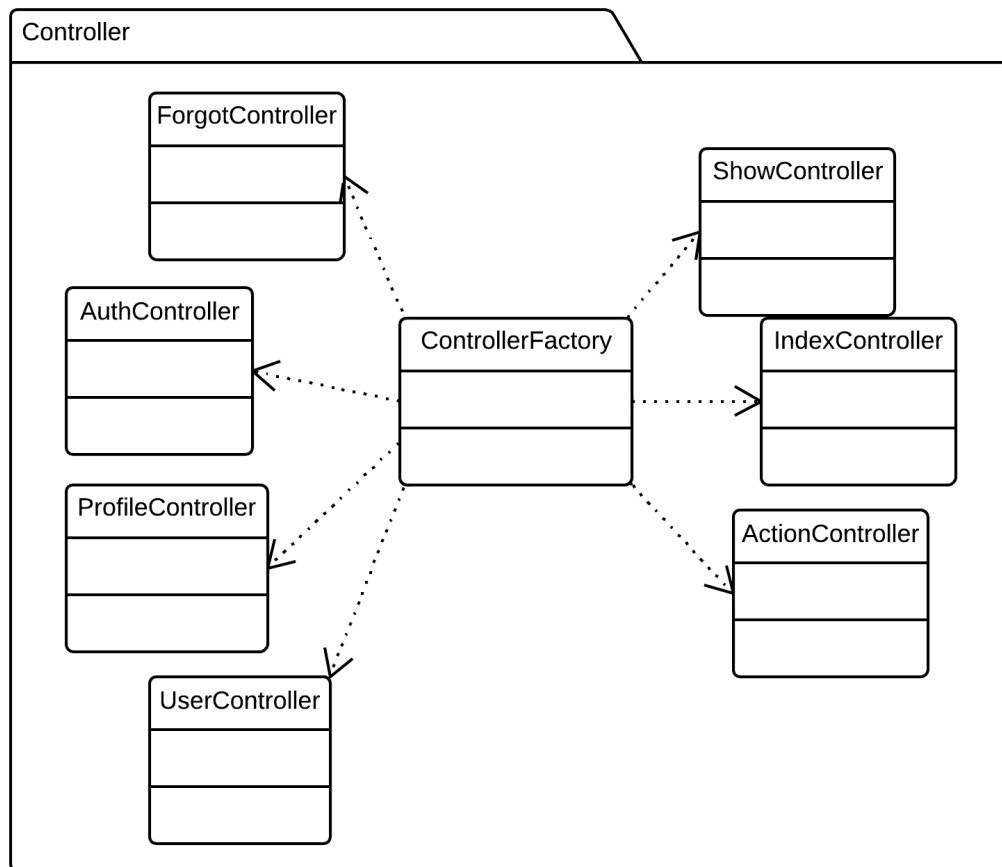 Controller
ForgotController
ShowController
AuthController
ControllerFactory
IndexController
ProfileController
ActionController
UserController